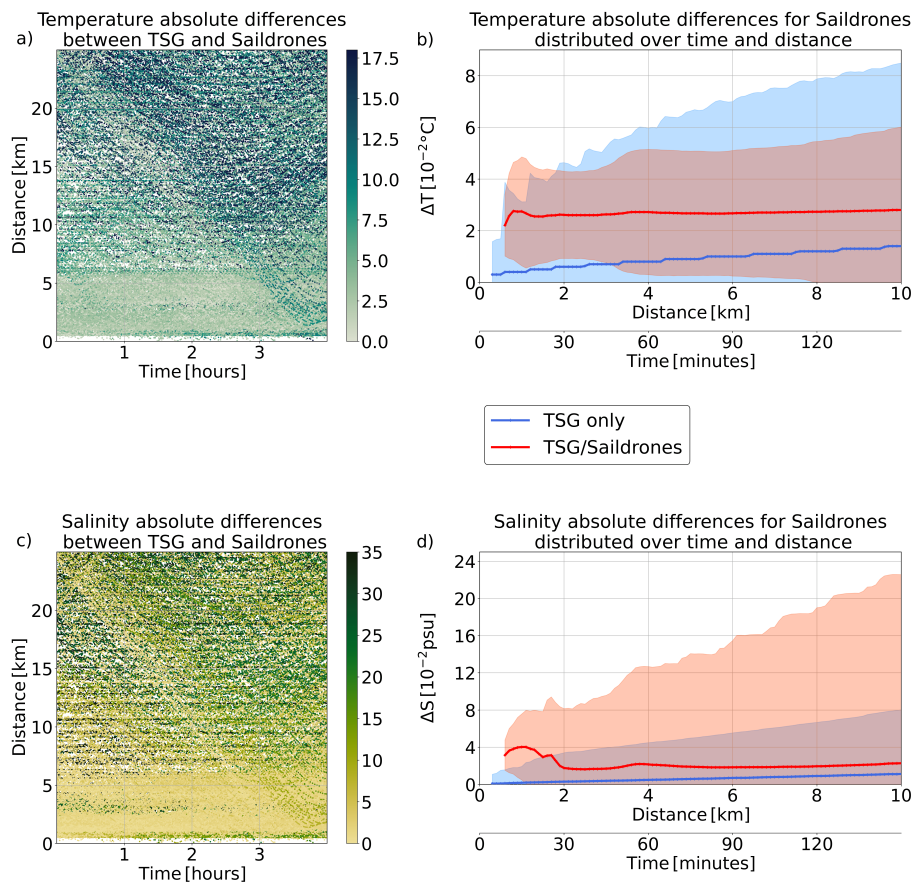 Temperature absolute differences
between TSG and Saildrones
a)
Distance [km]
20
15
10
5
0
1
2
3
Time [hours]
17.5
15.0
12.5
10.0
7.5
5.0
2.5
0.0
Temperature absolute differences for Saildrones
distributed over time and distance
b)
ΔT [10⁻²°C]
8
6
4
2
0
0
2
4
6
8
10
Distance [km]
0
30
60
90
120
Time [minutes]
TSG only
TSG/Saildrones
Salinity absolute differences
between TSG and Saildrones
c)
Distance [km]
20
15
10
5
0
1
2
3
Time [hours]
35
30
25
20
15
10
5
0
Salinity absolute differences for Saildrones
distributed over time and distance
d)
ΔS [10⁻²psu]
24
20
16
12
8
4
0
0
2
4
6
8
10
Distance [km]
0
30
60
90
120
Time [minutes]